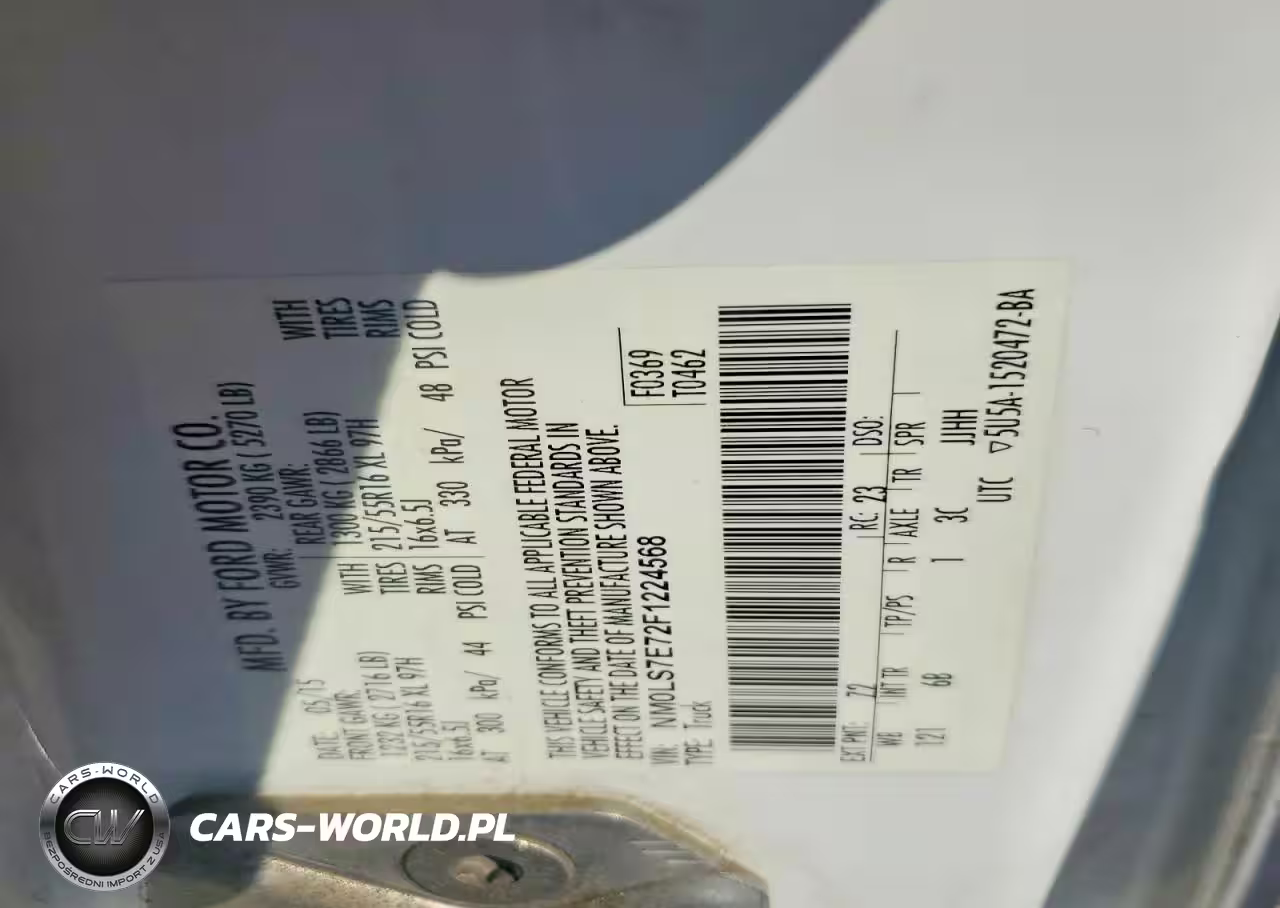 MFD. BY FORD MOTOR CO.
DATE: 05/15
GVWR: 2390 KG ( 5270 LB)
FRONT GAWR:
REAR GAWR:
1232 KG ( 2716 LB)
WITH
1300 KG ( 2866 LB)
WITH
215/55R16 XL 97H
TIRES
215/55R16 XL 97H
TIRES
16x6.5J
RIMS
16x6.5J
RIMS
AT 300 kPa/ 44 PSI COLD
AT 330 kPa/ 48 PSI COLD
THIS VEHICLE CONFORMS TO ALL APPLICABLE FEDERAL MOTOR
VEHICLE SAFETY AND THEFT PREVENTION STANDARDS IN
EFFECT ON THE DATE OF MANUFACTURE SHOWN ABOVE.
VIN: NM0LS7E72F1224568
TYPE: Truck
F0369
T0462
EXT PNT: Z2
RC: 23
DSO:
WB
INT TR
TP/PS
R
AXLE
TR
SPR
121
6B
1
3C
JJHH
UTC ▽5U5A-1520472-BA
CARS-WORLD
CW
BEZPOŚREDNI IMPORT Z USA
CARS-WORLD.PL